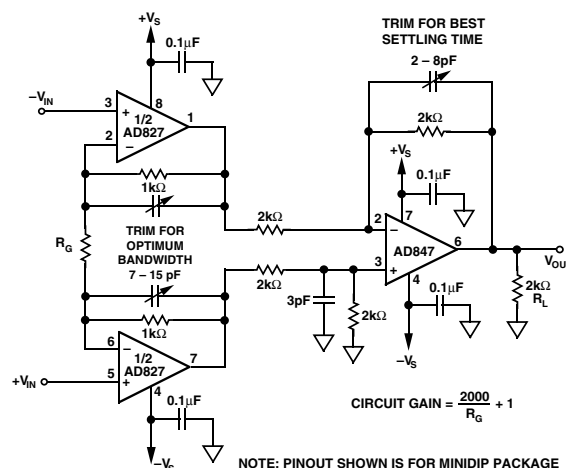 +VS
0.1µF
TRIM FOR BEST
SETTLING TIME
2 – 8pF
–VIN
3
+
8
1/2
AD827
1
2
–
2kΩ
+VS
0.1µF
1kΩ
RG
TRIM FOR
OPTIMUM
BANDWIDTH
7 – 15 pF
2kΩ
2
–
7
AD847
6
VOU
3
+
4
2kΩ
3pF
2kΩ
0.1µF
2kΩ
RL
1kΩ
–VS
6
–
1/2
AD827
7
+VIN
5
+
4
0.1µF
CIRCUIT GAIN = 2000/RG + 1
–VS
NOTE: PINOUT SHOWN IS FOR MINIDIP PACKAGE